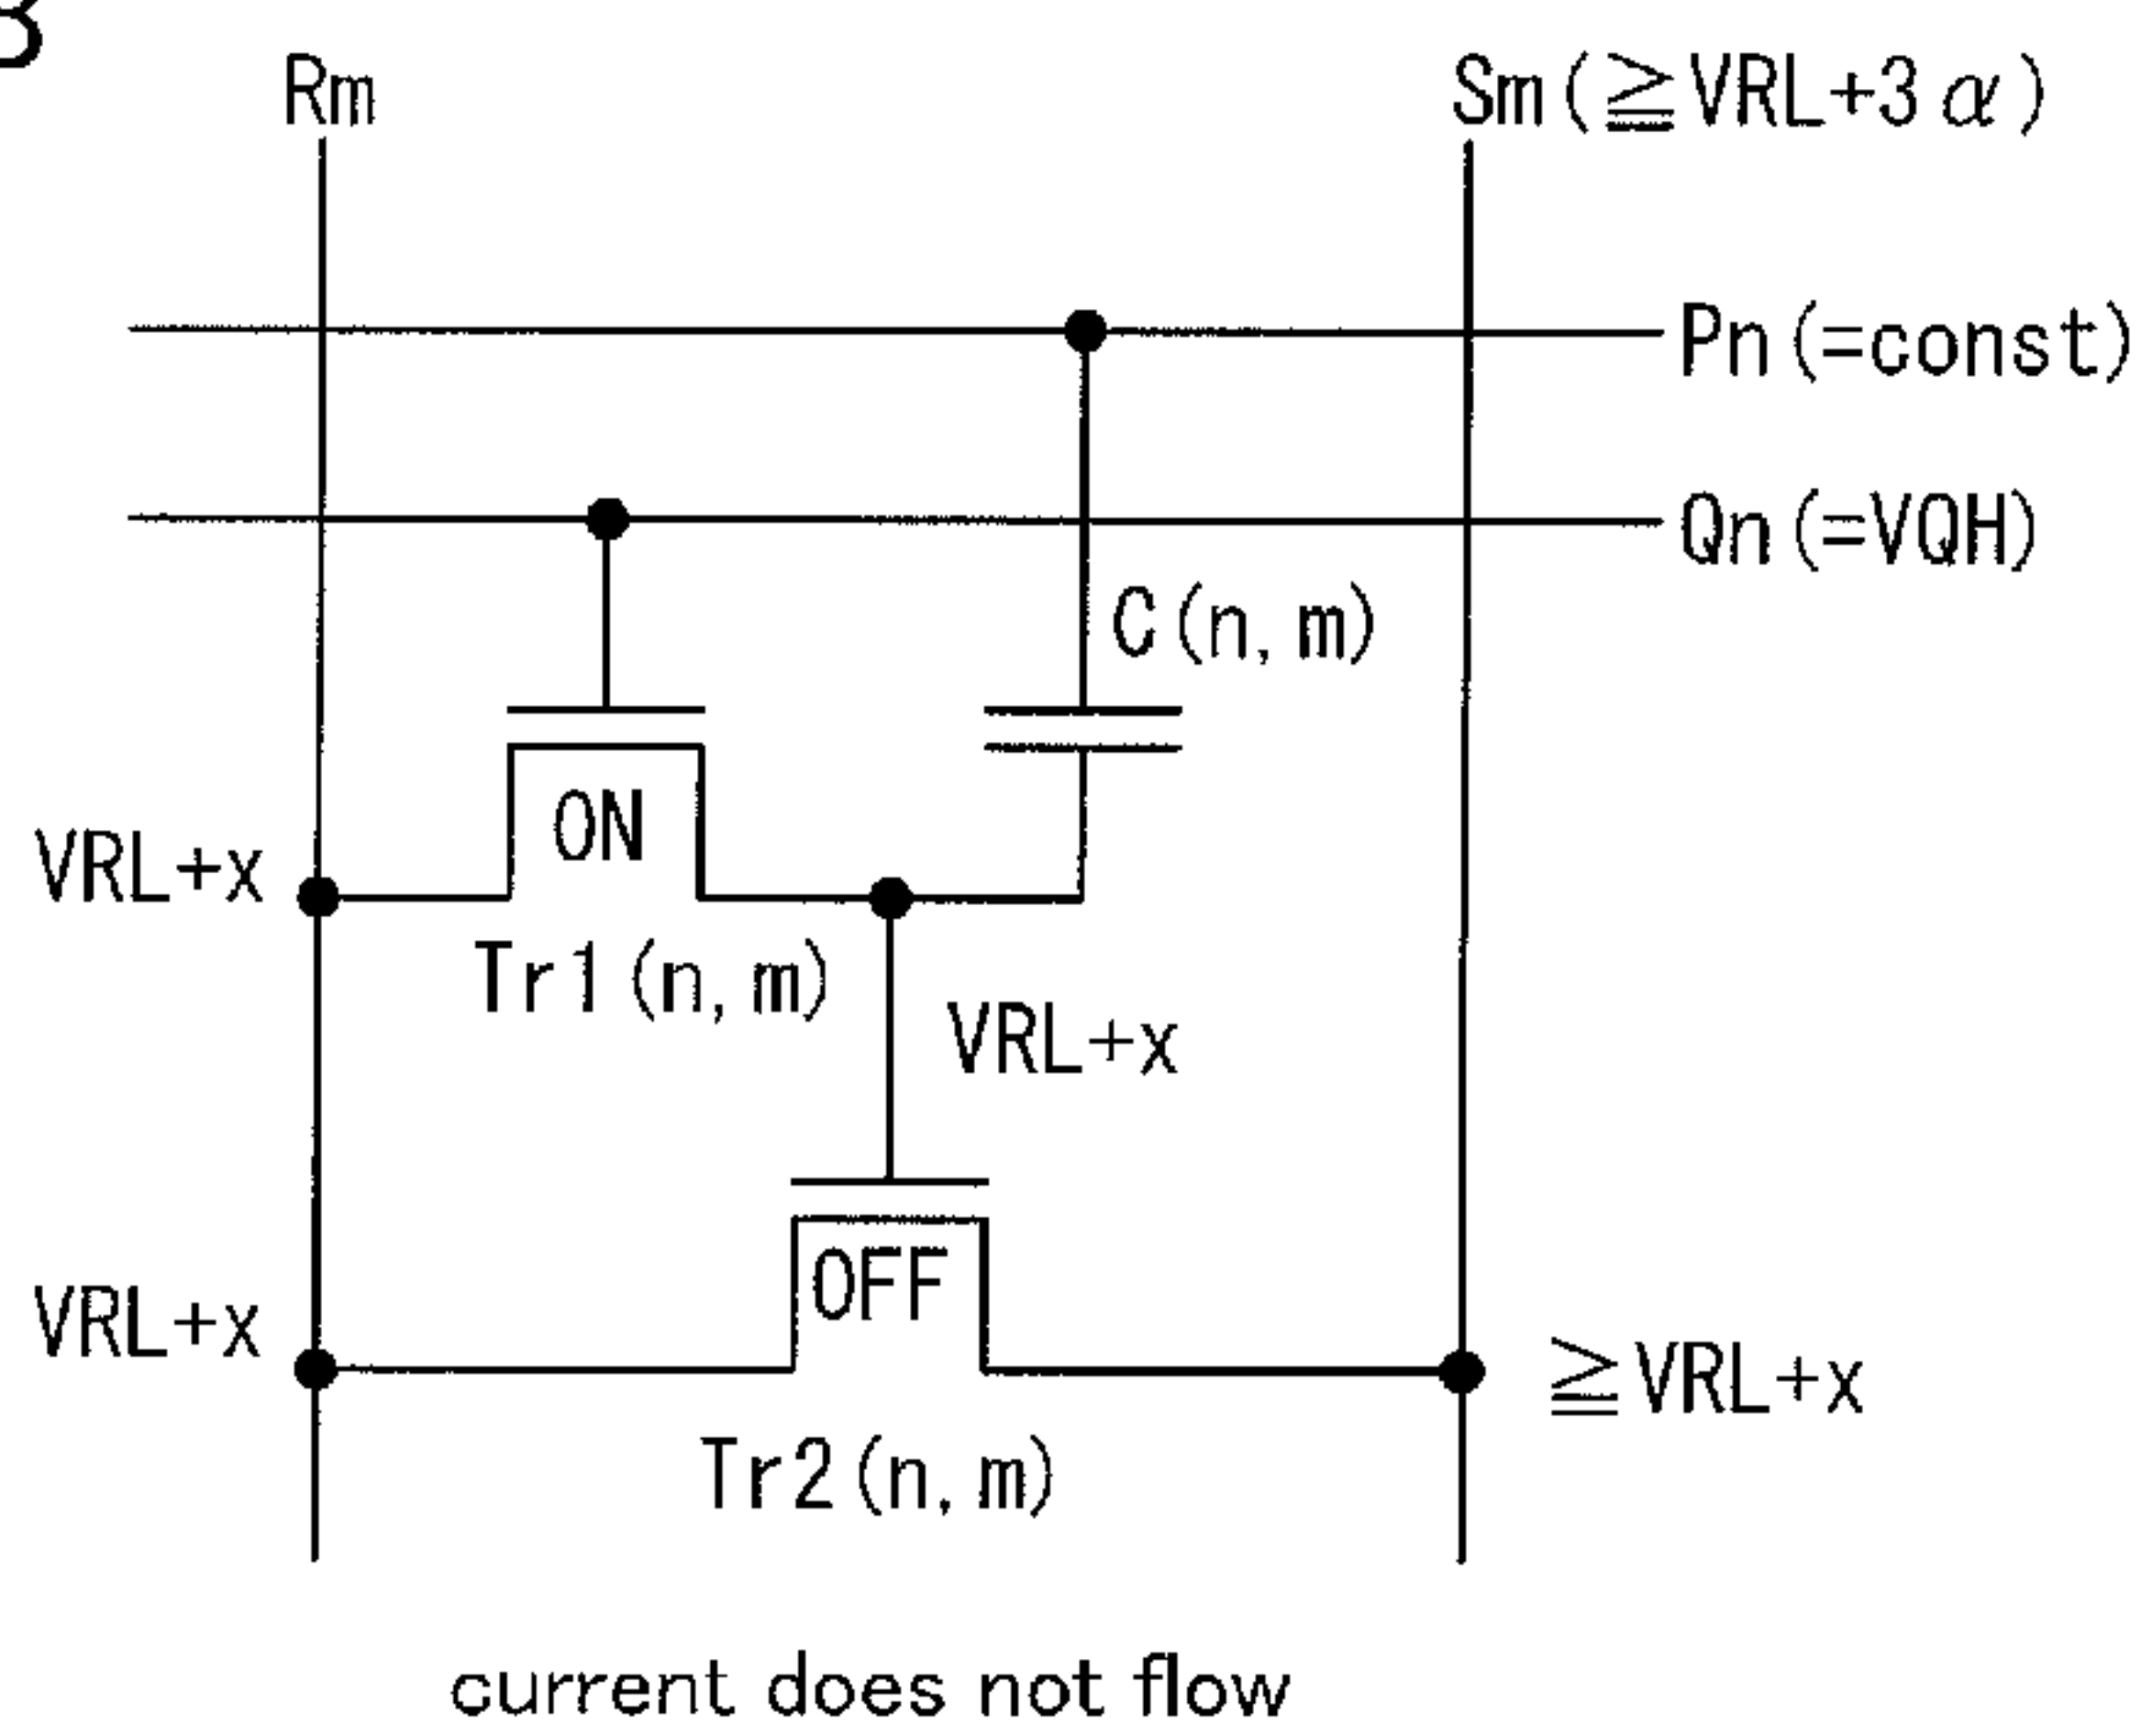 Rm
Sm(≧VRL+3α)
Pn(=const)
Qn(=VQH)
C(n,m)
ON
VRL+x
Tr1(n,m)
VRL+x
OFF
VRL+x
≧VRL+x
Tr2(n,m)
current does not flow